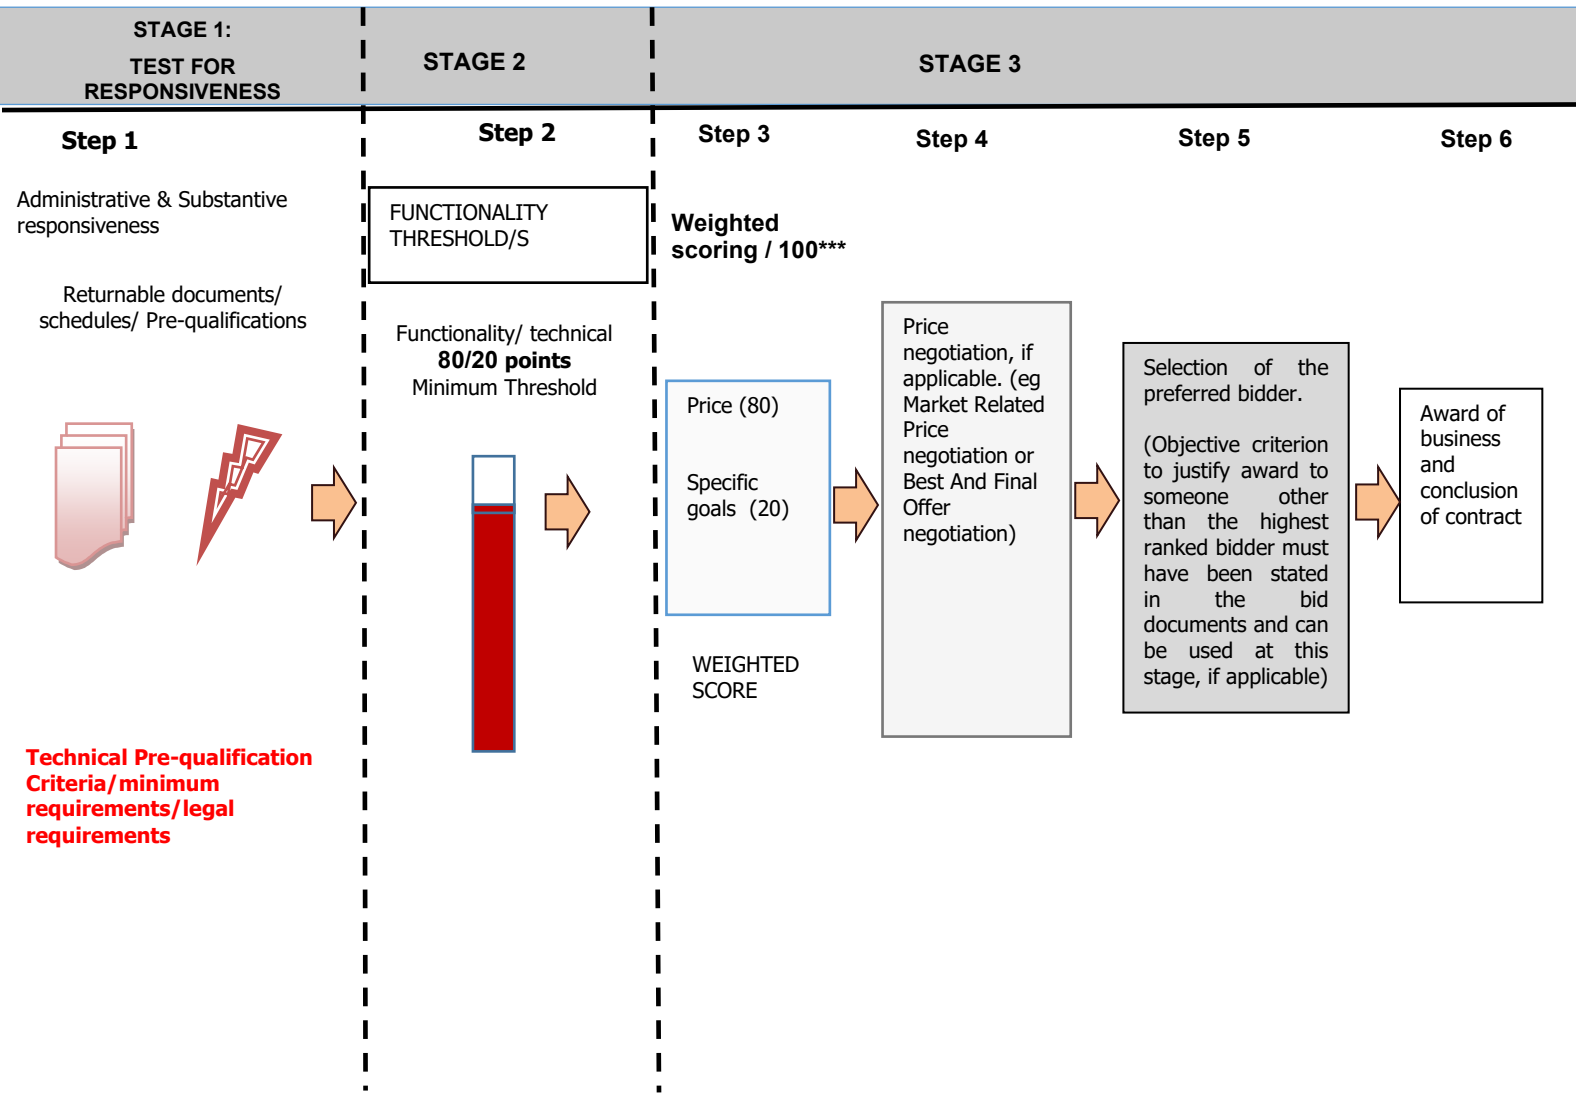 STAGE 1:
TEST FOR
RESPONSIVENESS
STAGE 2
STAGE 3
Step 1
Step 2
Step 3
Step 4
Step 5
Step 6
Administrative & Substantive
responsiveness
Returnable documents/
schedules/ Pre-qualifications
Technical Pre-qualification
Criteria/minimum
requirements/legal
requirements
FUNCTIONALITY
THRESHOLD/S
Functionality/ technical
80/20 points
Minimum Threshold
Weighted
scoring / 100***
Price (80)
Specific
goals (20)
WEIGHTED
SCORE
Price
negotiation, if
applicable. (eg
Market Related
Price
negotiation or
Best And Final
Offer
negotiation)
Selection of the
preferred bidder.
(Objective criterion
to justify award to
someone other
than the highest
ranked bidder must
have been stated
in the bid
documents and can
be used at this
stage, if applicable)
Award of
business
and
conclusion
of contract